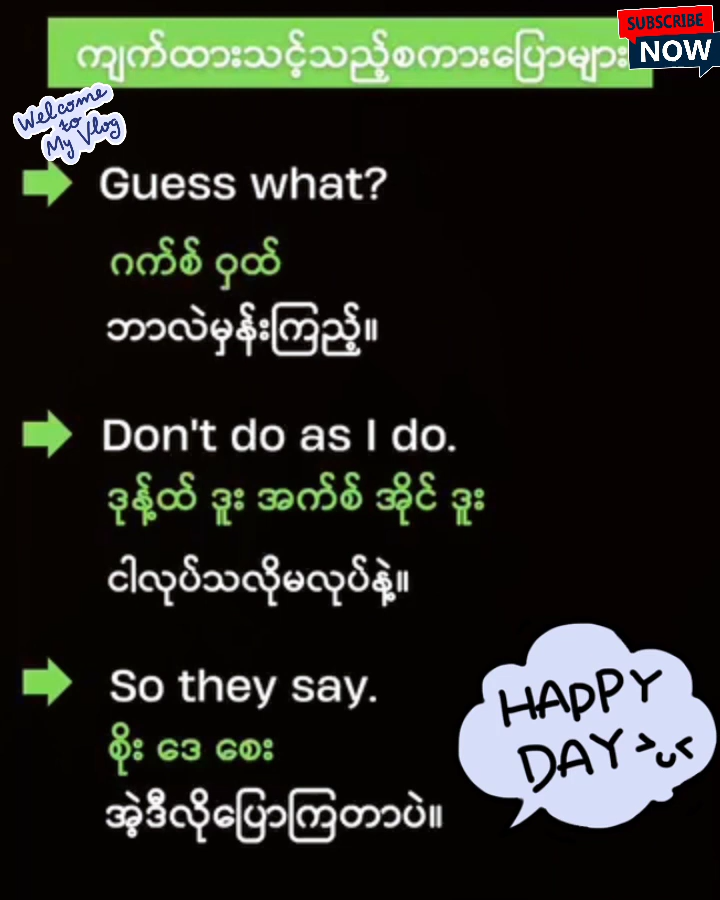 ကျက်ထားသင့်သည့်စကားပြောများ
SUBSCRIBE
NOW
Welcome
to
My Vlog
Guess what?
ဂက်စ် ဝှထ်
ဘာလဲမှန်းကြည့်။
Don't do as I do.
ဒုန့်ထ် ဒူး အက်စ် အိုင် ဒူး
ငါလုပ်သလိုမလုပ်နဲ့။
So they say.
စိုး ဒေ စေး
အဲ့ဒီလိုပြောကြတာပဲ။
HAPPY
DAY